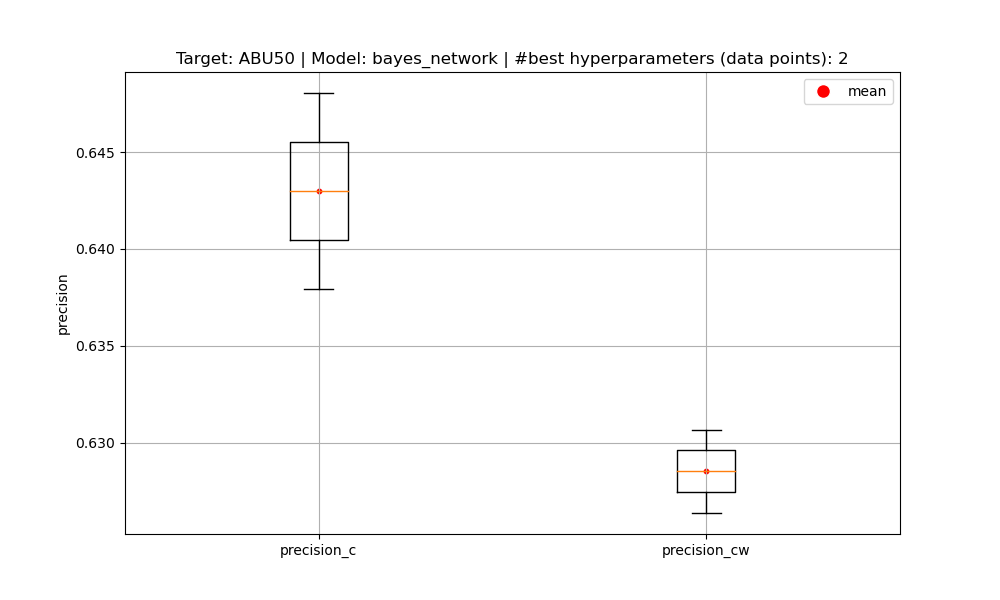 Target: ABU50 | Model: bayes_network | #best hyperparameters (data points): 2
mean
0.645
0.640
0.635
0.630
precision
precision_c
precision_cw